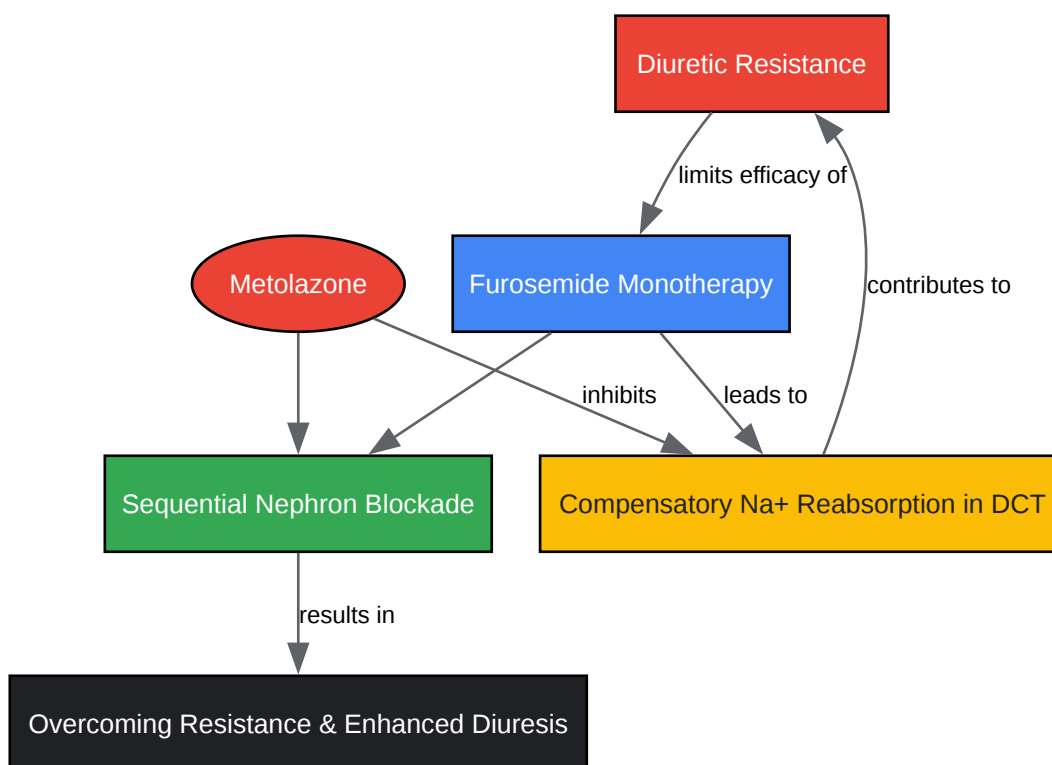 Diuretic Resistance
limits efficacy of
Metolazone
Furosemide Monotherapy
contributes to
inhibits
leads to
Sequential Nephron Blockade
Compensatory Na+ Reabsorption in DCT
results in
Overcoming Resistance & Enhanced Diuresis